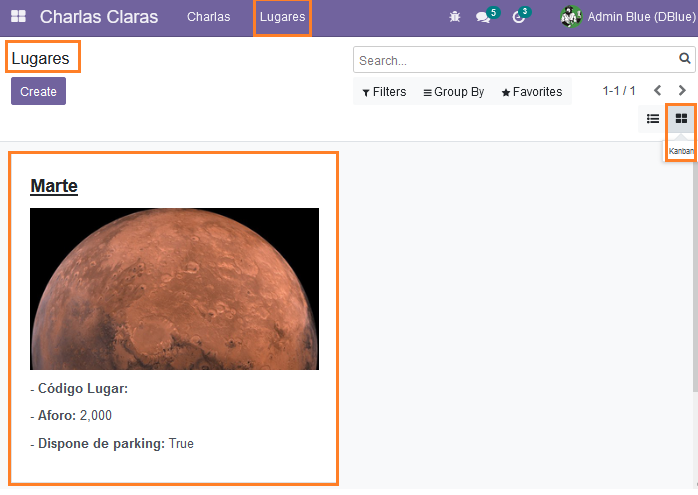 Charlas Claras Charlas Lugares 5 3 Admin Blue (DBlue)
Lugares
Search...
Create
Filters Group By Favorites 1-1 / 1
Kanban
Marte
- Código Lugar:
- Aforo: 2,000
- Dispone de parking: True